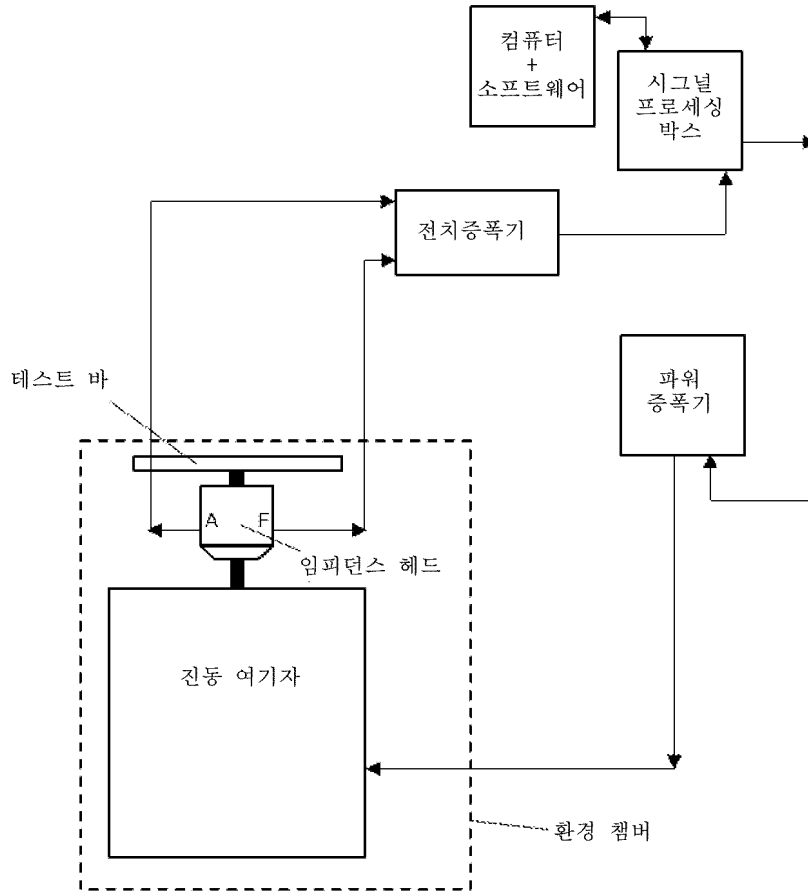 컴퓨터
+
소프트웨어
시그널
프로세싱
박스
전치증폭기
테스트 바
파워
증폭기
A
F
임피던스 헤드
진동 여기자
환경 챔버